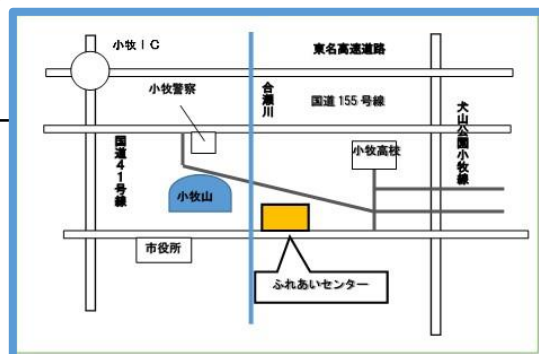 小牧ＩＣ
東名高速道路
小牧警察
合瀬川
国道155号線
犬山公園小牧線
国道41号線
小牧高校
小牧山
市役所
ふれあいセンター